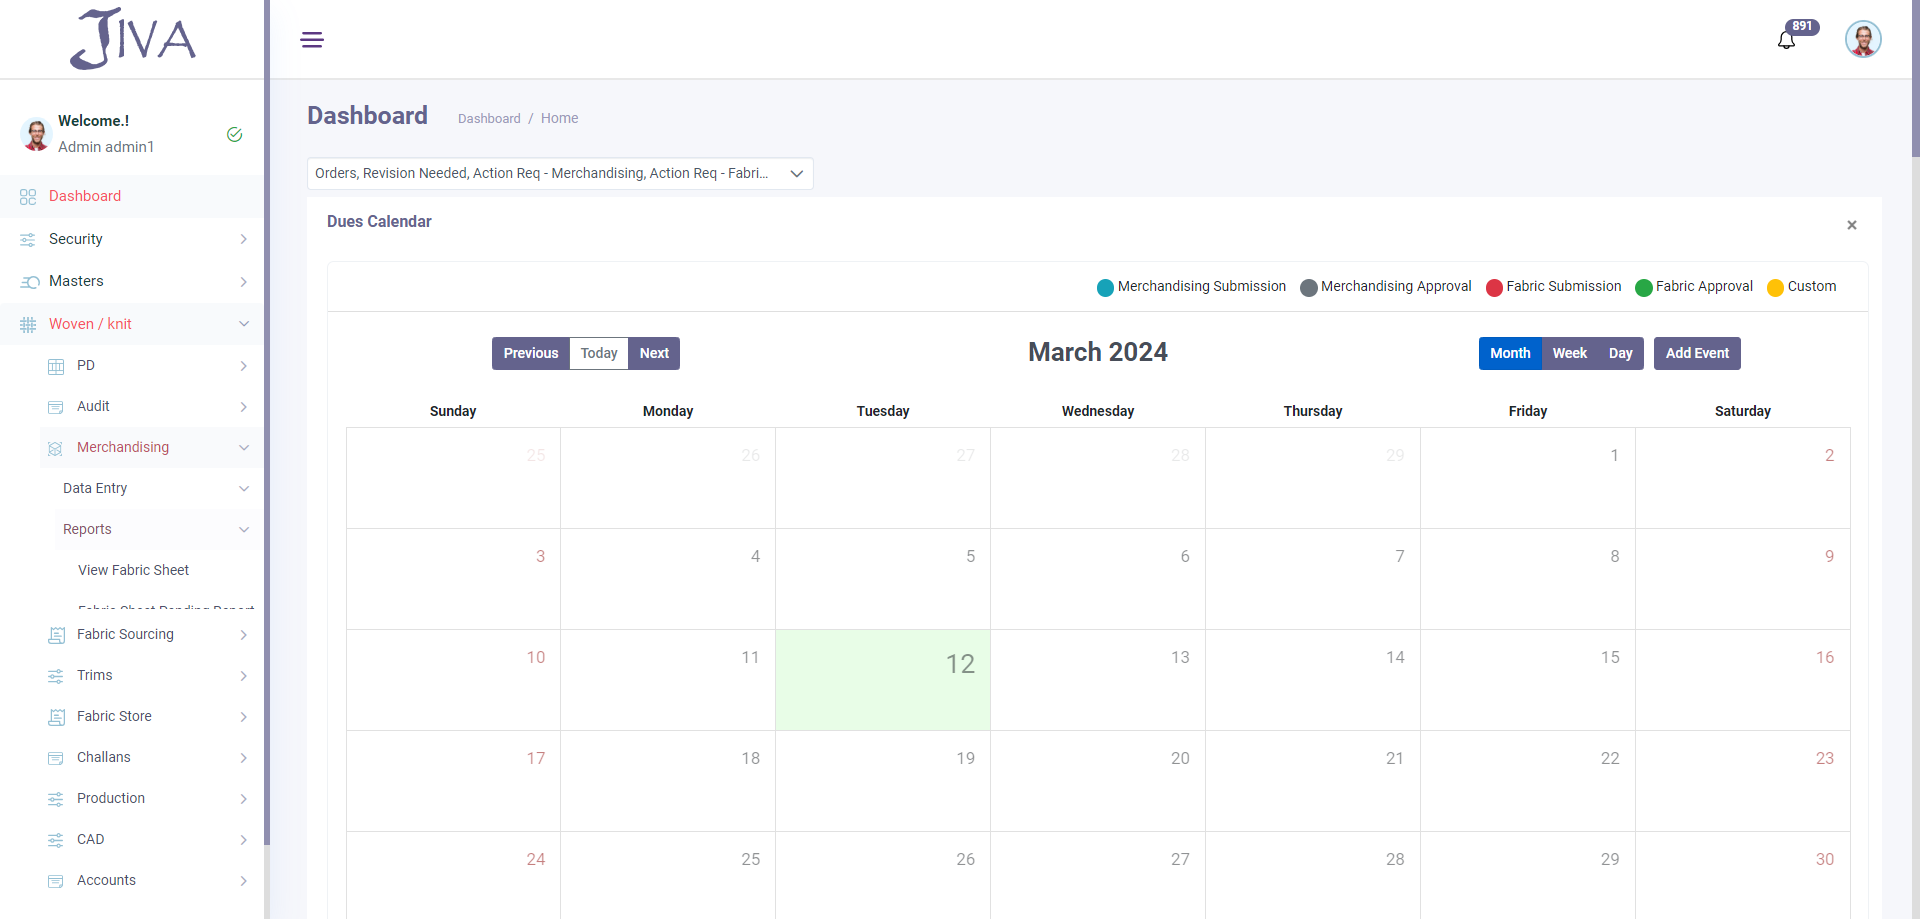 JIVA
891
Welcome.!
Admin admin1
Dashboard
Security
Masters
Woven / knit
PD
Audit
Merchandising
Data Entry
Reports
View Fabric Sheet
Fabric Sheet Pending Report
Fabric Sourcing
Trims
Fabric Store
Challans
Production
CAD
Accounts
Dashboard
Dashboard / Home
Orders, Revision Needed, Action Req - Merchandising, Action Req - Fabri...
Dues Calendar
×
Merchandising Submission Merchandising Approval Fabric Submission Fabric Approval Custom
Previous Today Next
March 2024
Month Week Day Add Event
Sunday Monday Tuesday Wednesday Thursday Friday Saturday
25 26 27 28 29 1 2
3 4 5 6 7 8 9
10 11 12 13 14 15 16
17 18 19 20 21 22 23
24 25 26 27 28 29 30